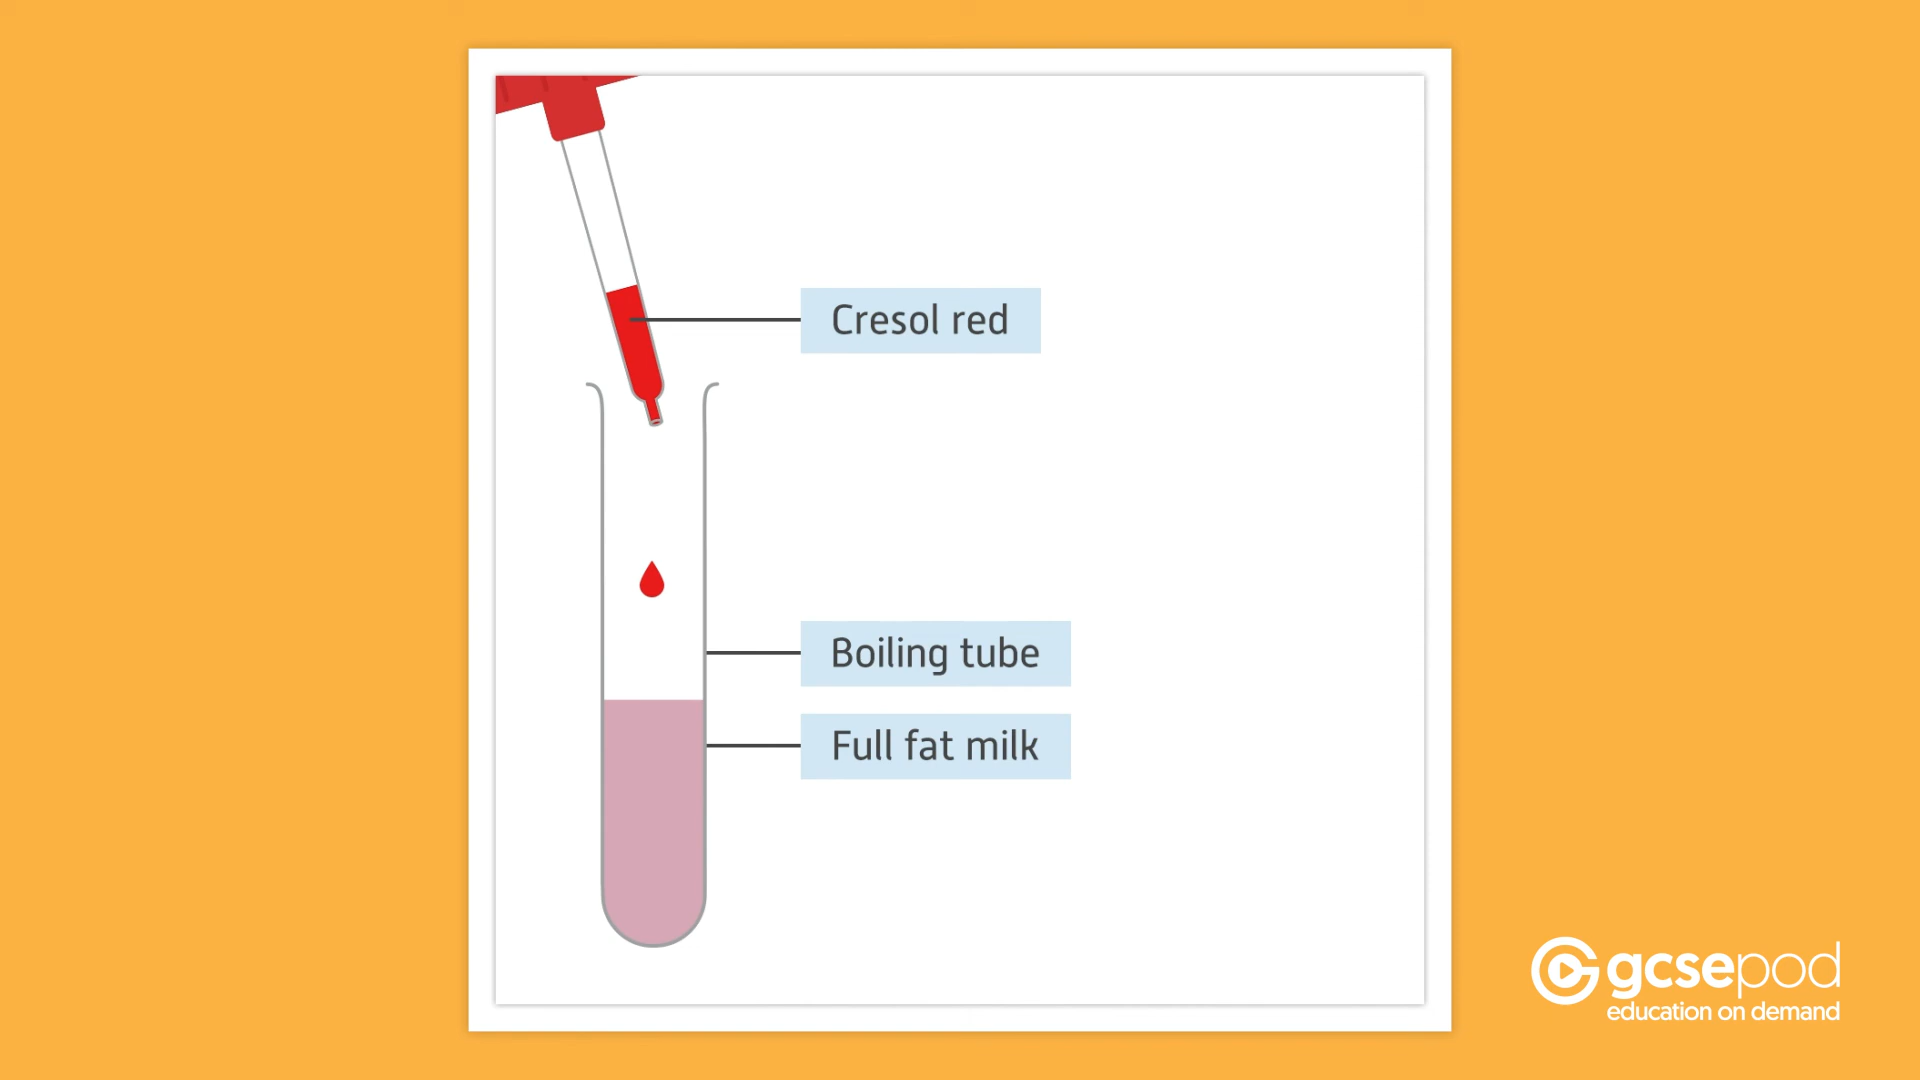 Cresol red
Boiling tube
Full fat milk
gcsepod
education on demand